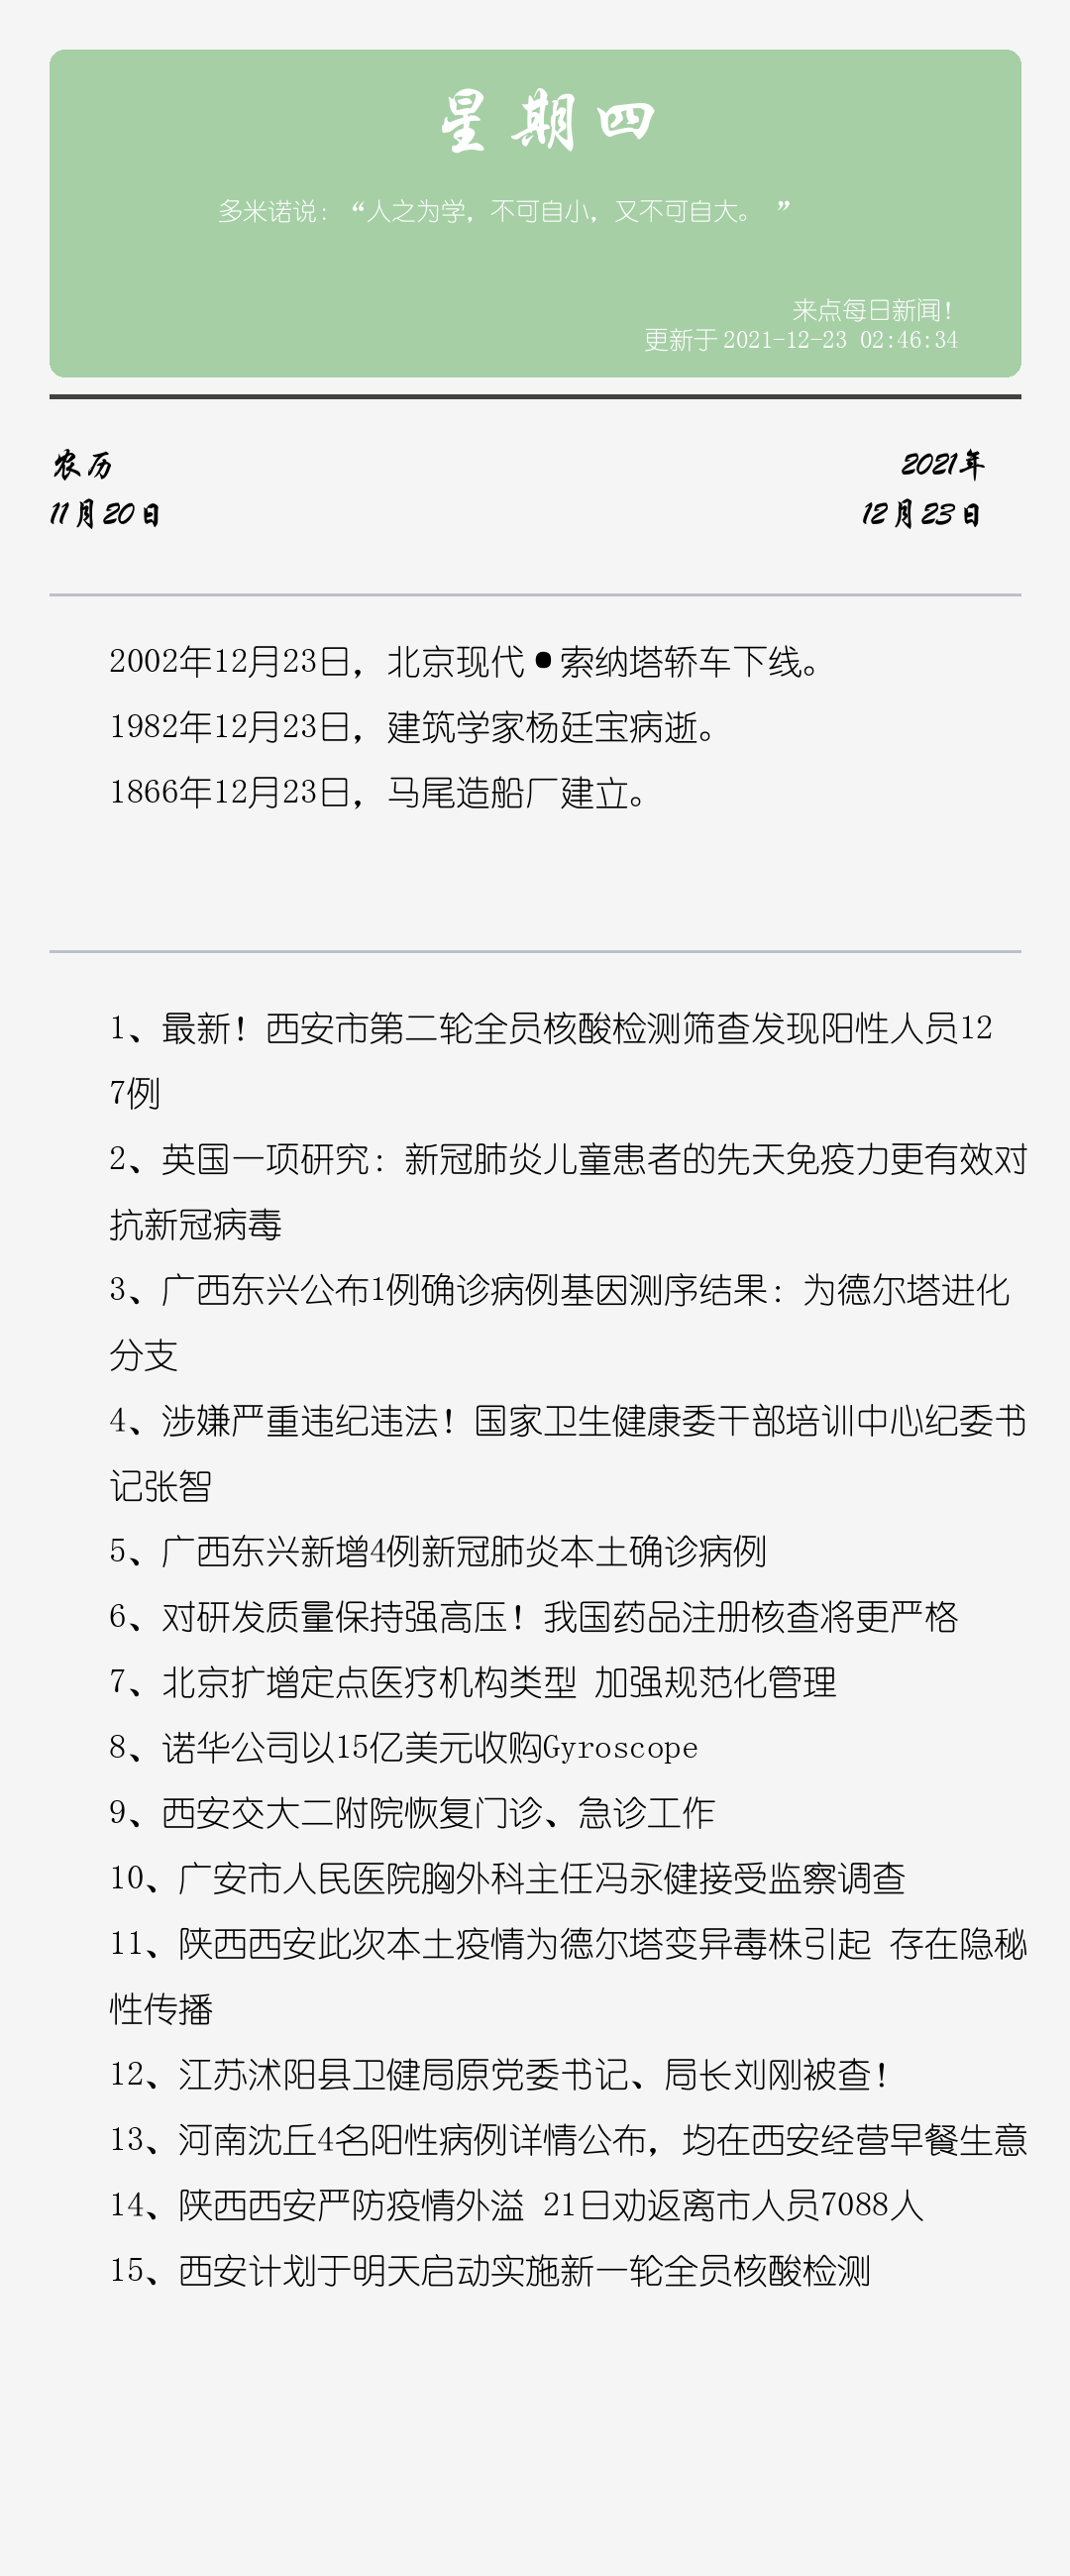 星期四
多米诺说：“人之为学，不可自小，又不可自大。 ”
来点每日新闻！
更新于 2021-12-23 02:46:34
农历
2021年
11月20日
12月23日
2002年12月23日，北京现代●索纳塔轿车下线。
1982年12月23日，建筑学家杨廷宝病逝。
1866年12月23日，马尾造船厂建立。
1、最新！西安市第二轮全员核酸检测筛查发现阳性人员12
7例
2、英国一项研究：新冠肺炎儿童患者的先天免疫力更有效对
抗新冠病毒
3、广西东兴公布1例确诊病例基因测序结果：为德尔塔进化
分支
4、涉嫌严重违纪违法！国家卫生健康委干部培训中心纪委书
记张智
5、广西东兴新增4例新冠肺炎本土确诊病例
6、对研发质量保持强高压！我国药品注册核查将更严格
7、北京扩增定点医疗机构类型 加强规范化管理
8、诺华公司以15亿美元收购Gyroscope
9、西安交大二附院恢复门诊、急诊工作
10、广安市人民医院胸外科主任冯永健接受监察调查
11、陕西西安此次本土疫情为德尔塔变异毒株引起 存在隐秘
性传播
12、江苏沭阳县卫健局原党委书记、局长刘刚被查！
13、河南沈丘4名阳性病例详情公布，均在西安经营早餐生意
14、陕西西安严防疫情外溢 21日劝返离市人员7088人
15、西安计划于明天启动实施新一轮全员核酸检测